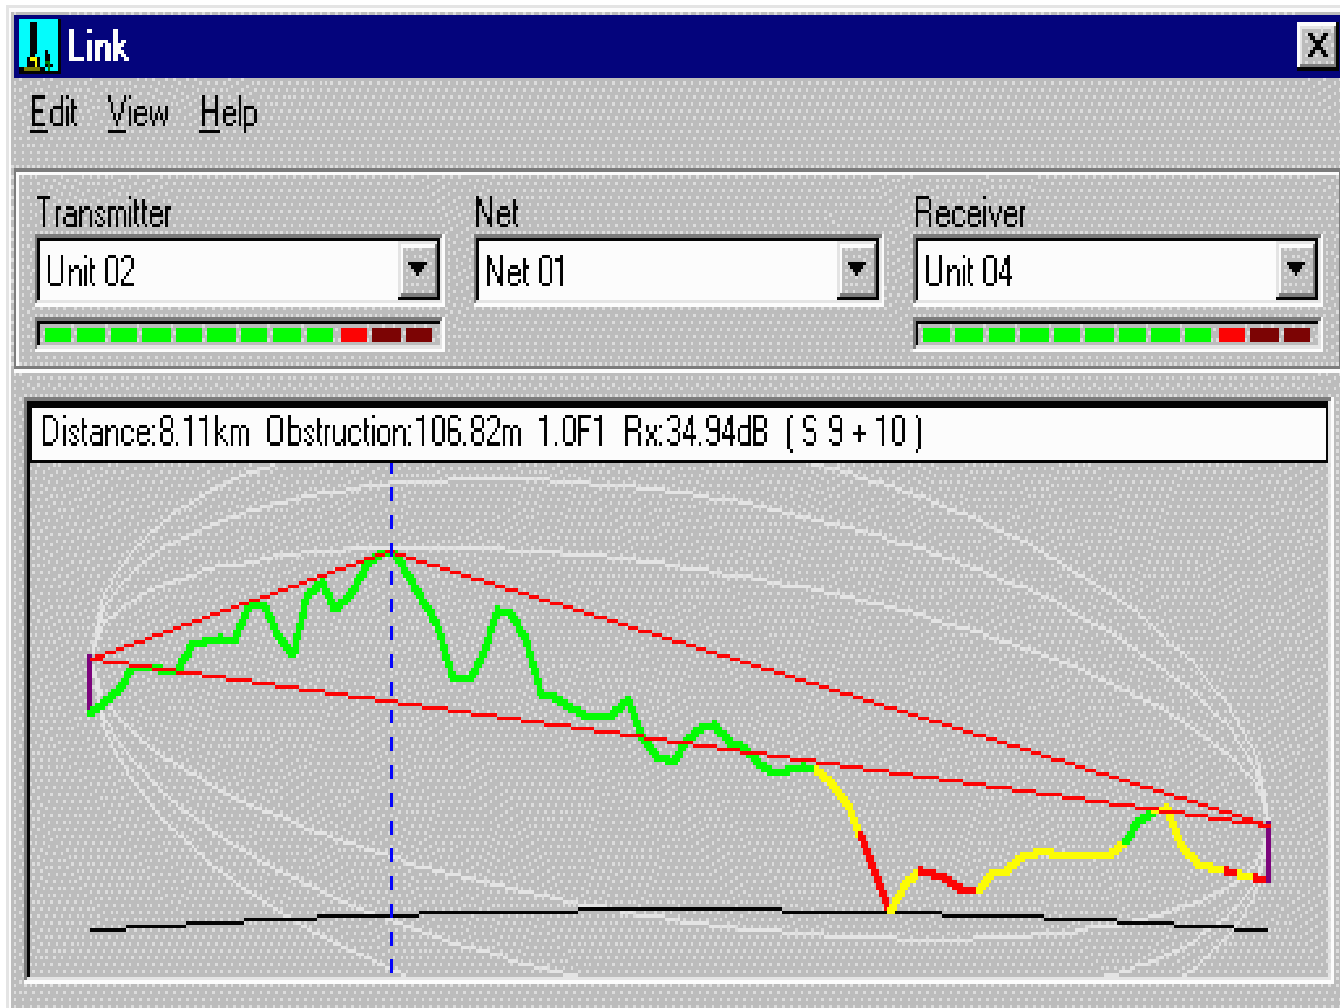 Link
Edit View Help
Transmitter Net Receiver
Unit 02 Net 01 Unit 04
Distance:8.11km Obstruction:106.82m 1.0F1 Rx:34.94dB ( S 9 + 10 )